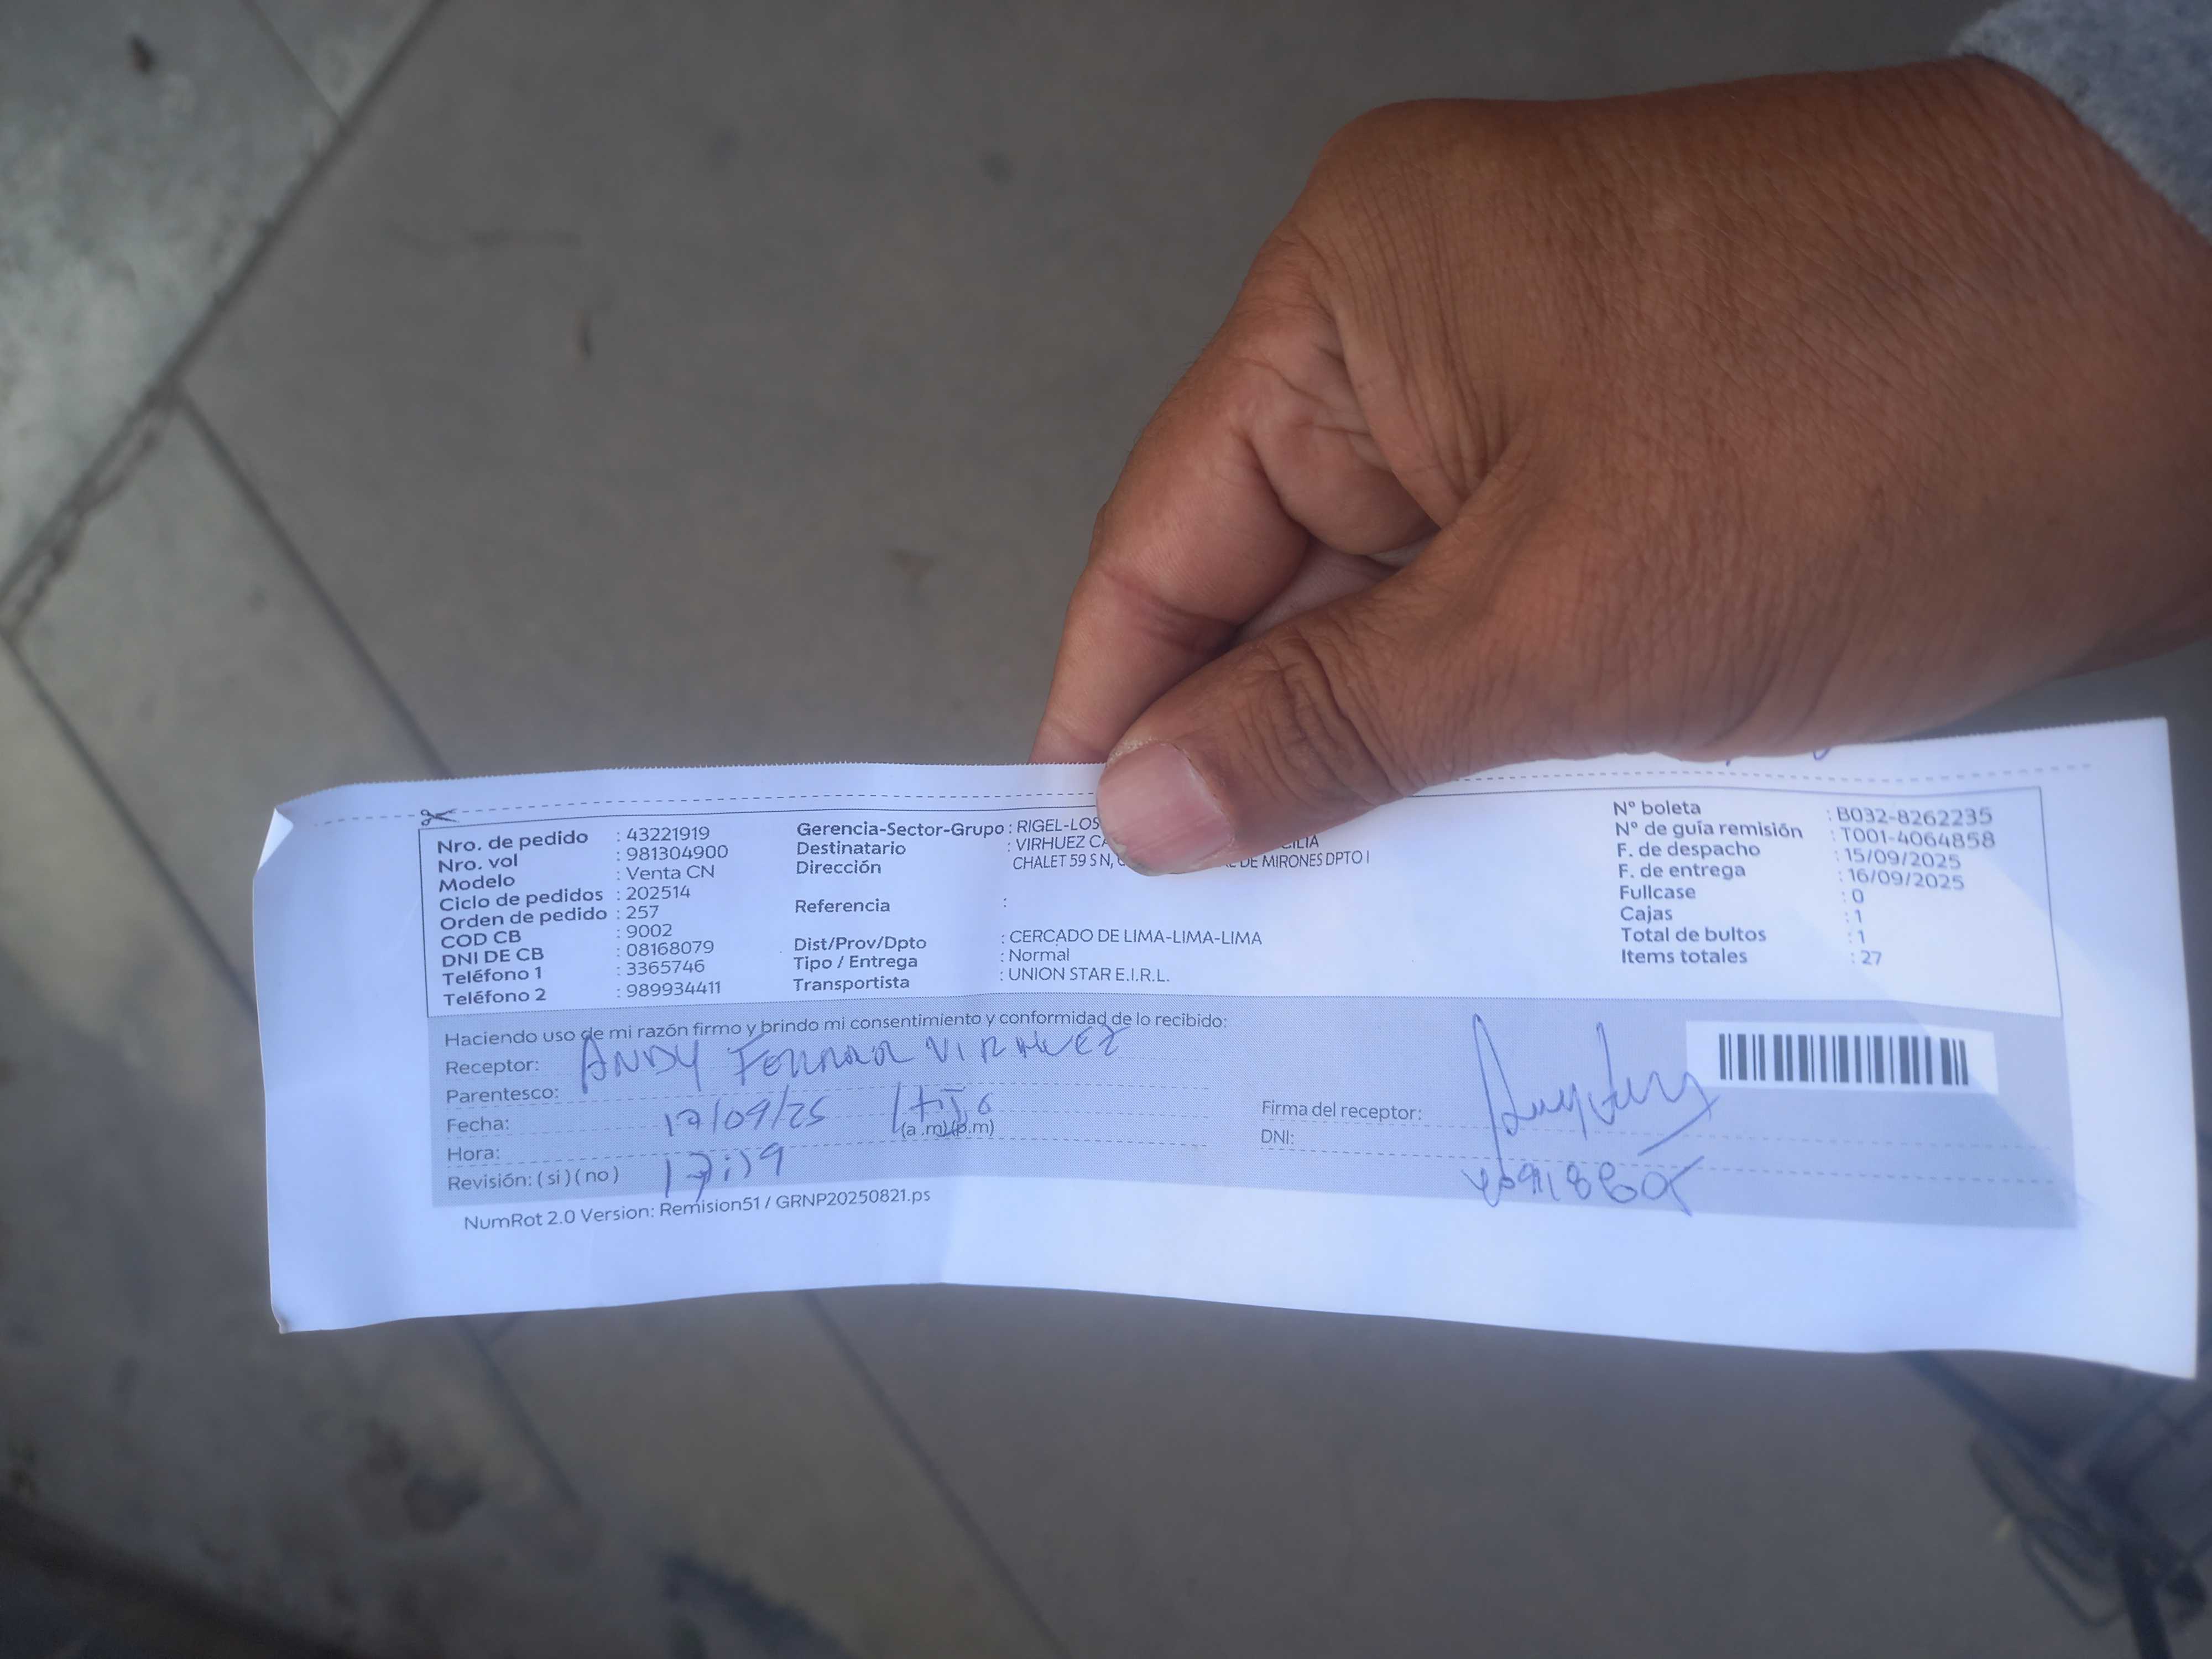 Nro. de pedido : 43221919
Nro. vol : 981304900
Modelo : Venta CN
Ciclo de pedidos : 202514
Orden de pedido : 257
COD CB : 9002
DNI DE CB : 08168079
Teléfono 1 : 3365746
Teléfono 2 : 989934411
Gerencia-Sector-Grupo : RIGEL-LOS
Destinatario : VIRHUEZ
Dirección CHALET 59 S N, DE MIRONES DPTO I
Referencia :
Dist/Prov/Dpto : CERCADO DE LIMA-LIMA-LIMA
Tipo / Entrega : Normal
Transportista : UNION STAR E.I.R.L.
N° boleta : B032-8262235
N° de guía remisión : T001-4064858
F. de despacho : 15/09/2025
F. de entrega : 16/09/2025
Fullcase : 0
Cajas : 1
Total de bultos : 1
Items totales : 27
Haciendo uso de mi razón firmo y brindo mi consentimiento y conformidad de lo recibido:
Receptor: ANDY VIRHUEZ
Parentesco: Hijo
Fecha: 17/09/25
Hora: (a.m)(p.m)
Revisión: ( si ) ( no )
Firma del receptor:
DNI:
NumRot 2.0 Version: Remision51 / GRNP20250821.ps